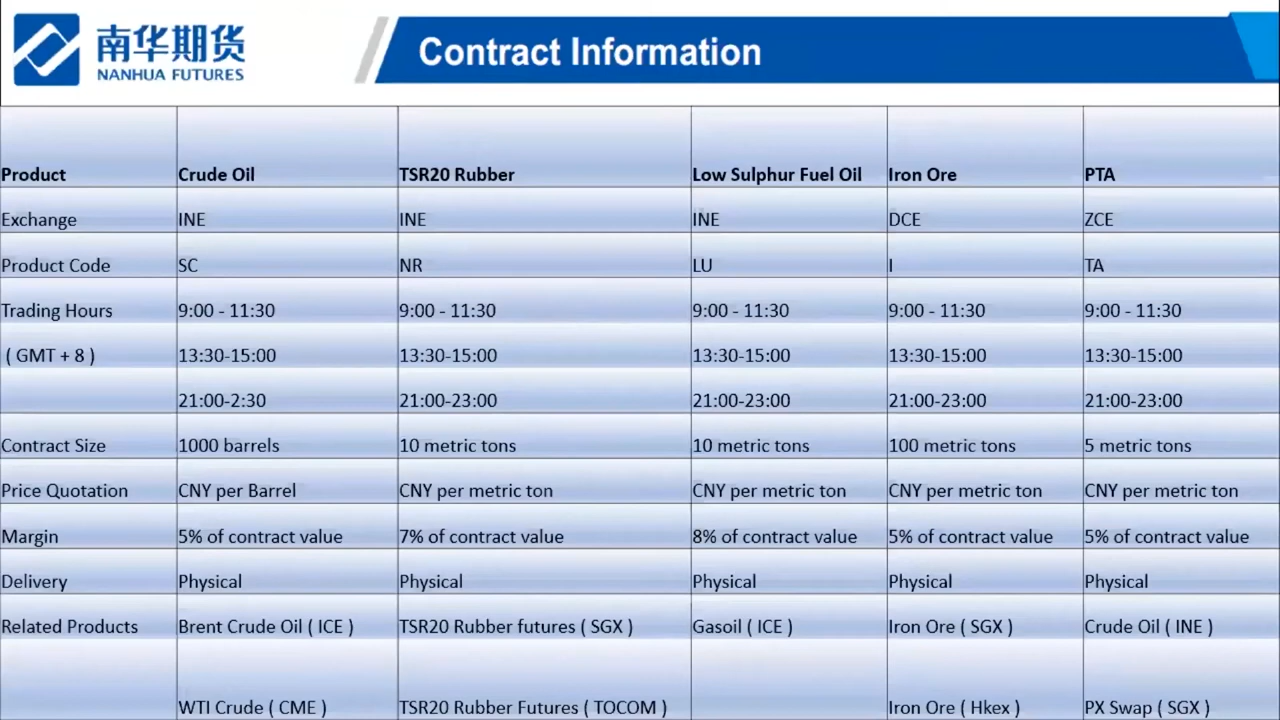 南华期货
NANHUA FUTURES
Contract Information
Product Crude Oil TSR20 Rubber Low Sulphur Fuel Oil Iron Ore PTA
Exchange INE INE INE DCE ZCE
Product Code SC NR LU I TA
Trading Hours 9:00 - 11:30 9:00 - 11:30 9:00 - 11:30 9:00 - 11:30 9:00 - 11:30
( GMT + 8 ) 13:30-15:00 13:30-15:00 13:30-15:00 13:30-15:00 13:30-15:00
21:00-2:30 21:00-23:00 21:00-23:00 21:00-23:00 21:00-23:00
Contract Size 1000 barrels 10 metric tons 10 metric tons 100 metric tons 5 metric tons
Price Quotation CNY per Barrel CNY per metric ton CNY per metric ton CNY per metric ton CNY per metric ton
Margin 5% of contract value 7% of contract value 8% of contract value 5% of contract value 5% of contract value
Delivery Physical Physical Physical Physical Physical
Related Products Brent Crude Oil ( ICE ) TSR20 Rubber futures ( SGX ) Gasoil ( ICE ) Iron Ore ( SGX ) Crude Oil ( INE )
WTI Crude ( CME ) TSR20 Rubber Futures ( TOCOM ) Iron Ore ( Hkex ) PX Swap ( SGX )